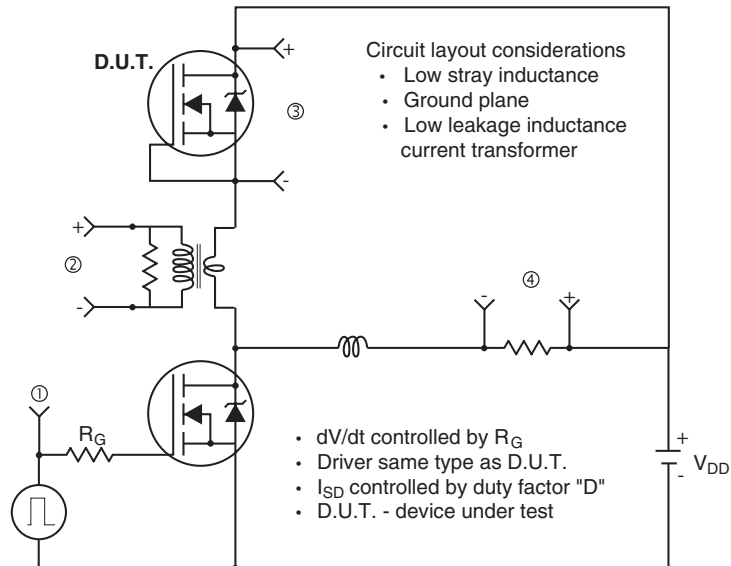 D.U.T.
+
Circuit layout considerations
• Low stray inductance
• Ground plane
• Low leakage inductance
current transformer
③
-
+
②
-
④
-
+
①
R_G
• dV/dt controlled by R_G
• Driver same type as D.U.T.
• I_SD controlled by duty factor "D"
• D.U.T. - device under test
+
V_DD
-